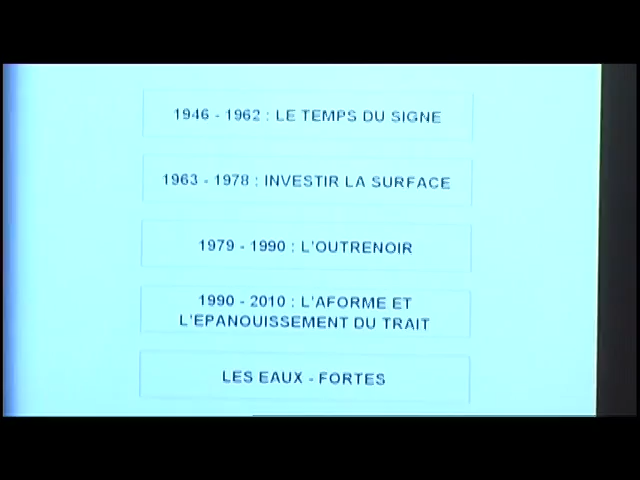 1946 - 1962 : LE TEMPS DU SIGNE
1963 - 1978 : INVESTIR LA SURFACE
1979 - 1990 : L'OUTRENOIR
1990 - 2010 : L'AFORME ET
L'EPANOUISSEMENT DU TRAIT
LES EAUX - FORTES